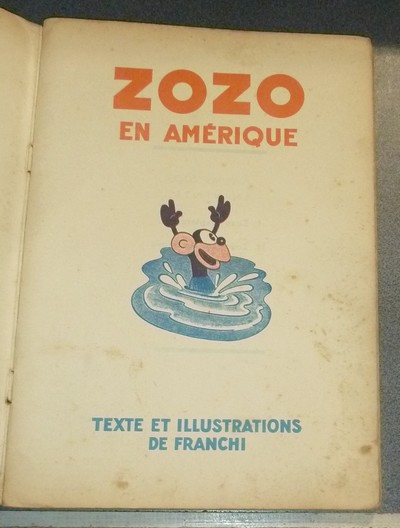 ZOZO
EN AMÉRIQUE
TEXTE ET ILLUSTRATIONS
DE FRANCHI